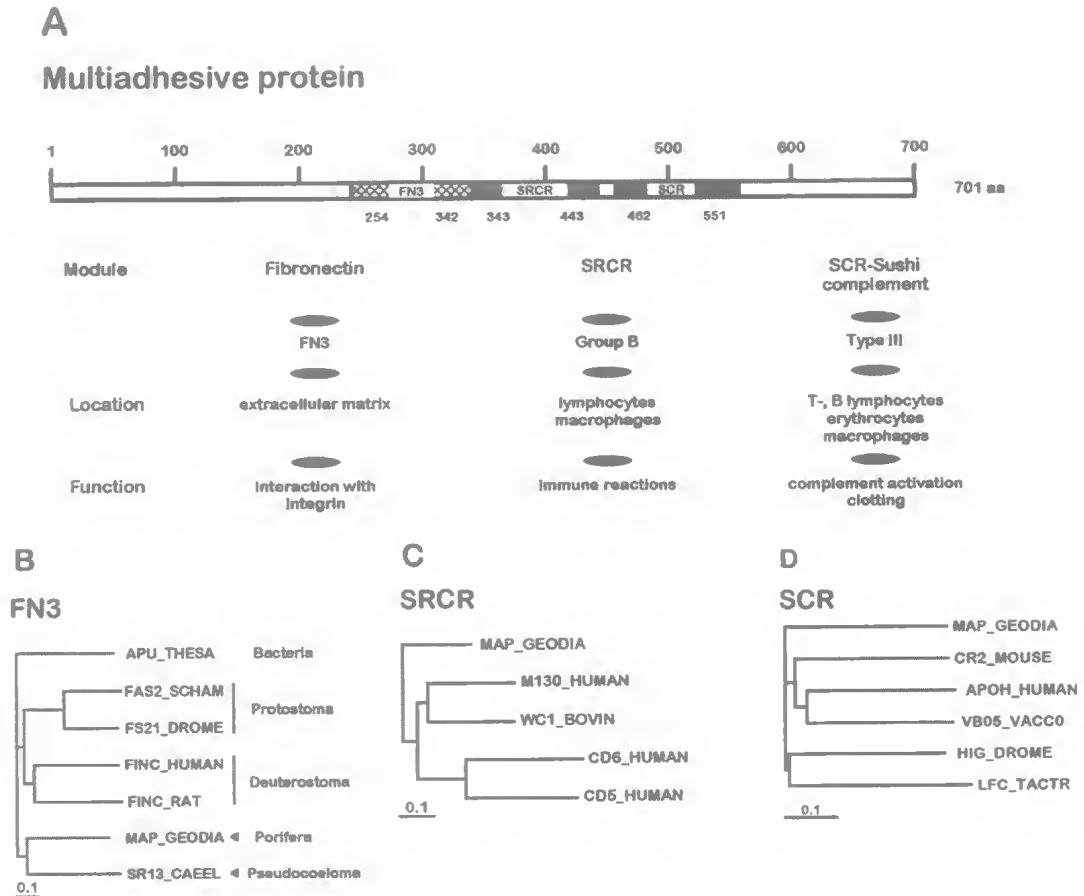 A
Multiadhesive protein
1 100 200 300 400 500 600 700
FN3 SRCR SCR 701 aa
254 342 343 443 462 551
Module Fibronectin SRCR SCR-Sushi
complement
FN3 Group B Type III
Location extracellular matrix lymphocytes
macrophages T-, B lymphocytes
erythrocytes
macrophages
Function interaction with
integrin immune reactions complement activation
clotting
B
FN3
APU_THESA Bacteria
FAS2_SCHAM
Protostoma
FS21_DROME
FINC_HUMAN
Deuterostoma
FINC_RAT
MAP_GEODIA Porifera
SR13_CAEEL Pseudocoeloma
0.1
C
SRCR
MAP_GEODIA
M130_HUMAN
WC1_BOVIN
CD6_HUMAN
CD5_HUMAN
0.1
D
SCR
MAP_GEODIA
CR2_MOUSE
APOH_HUMAN
VB05_VACC0
HIG_DROME
LFC_TACTR
0.1